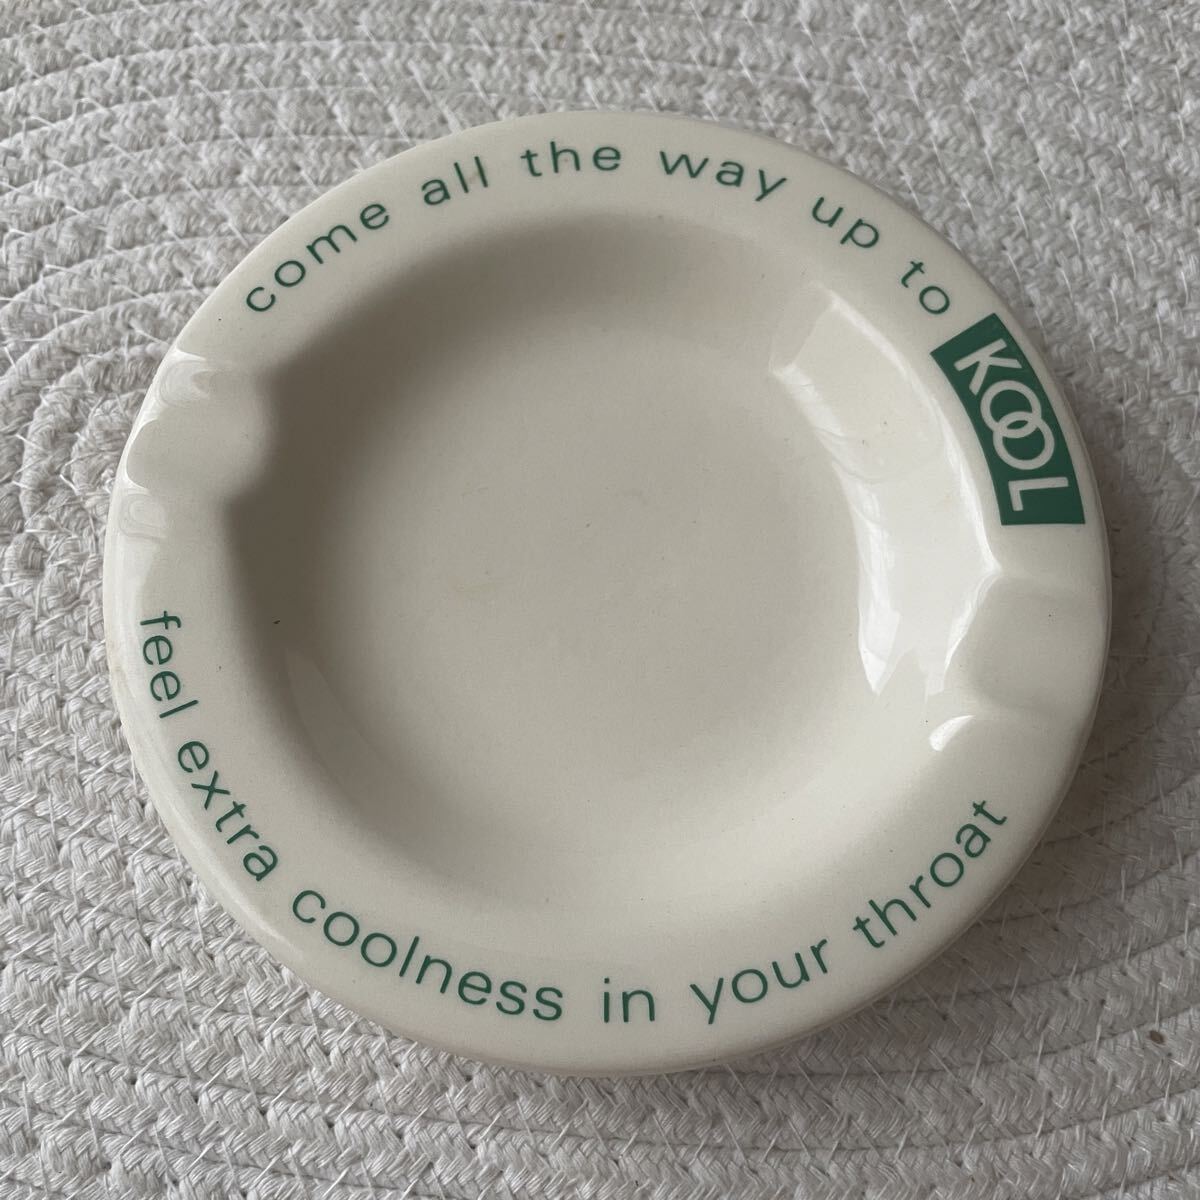 come all the way up to KOOL
feel extra coolness in your throat